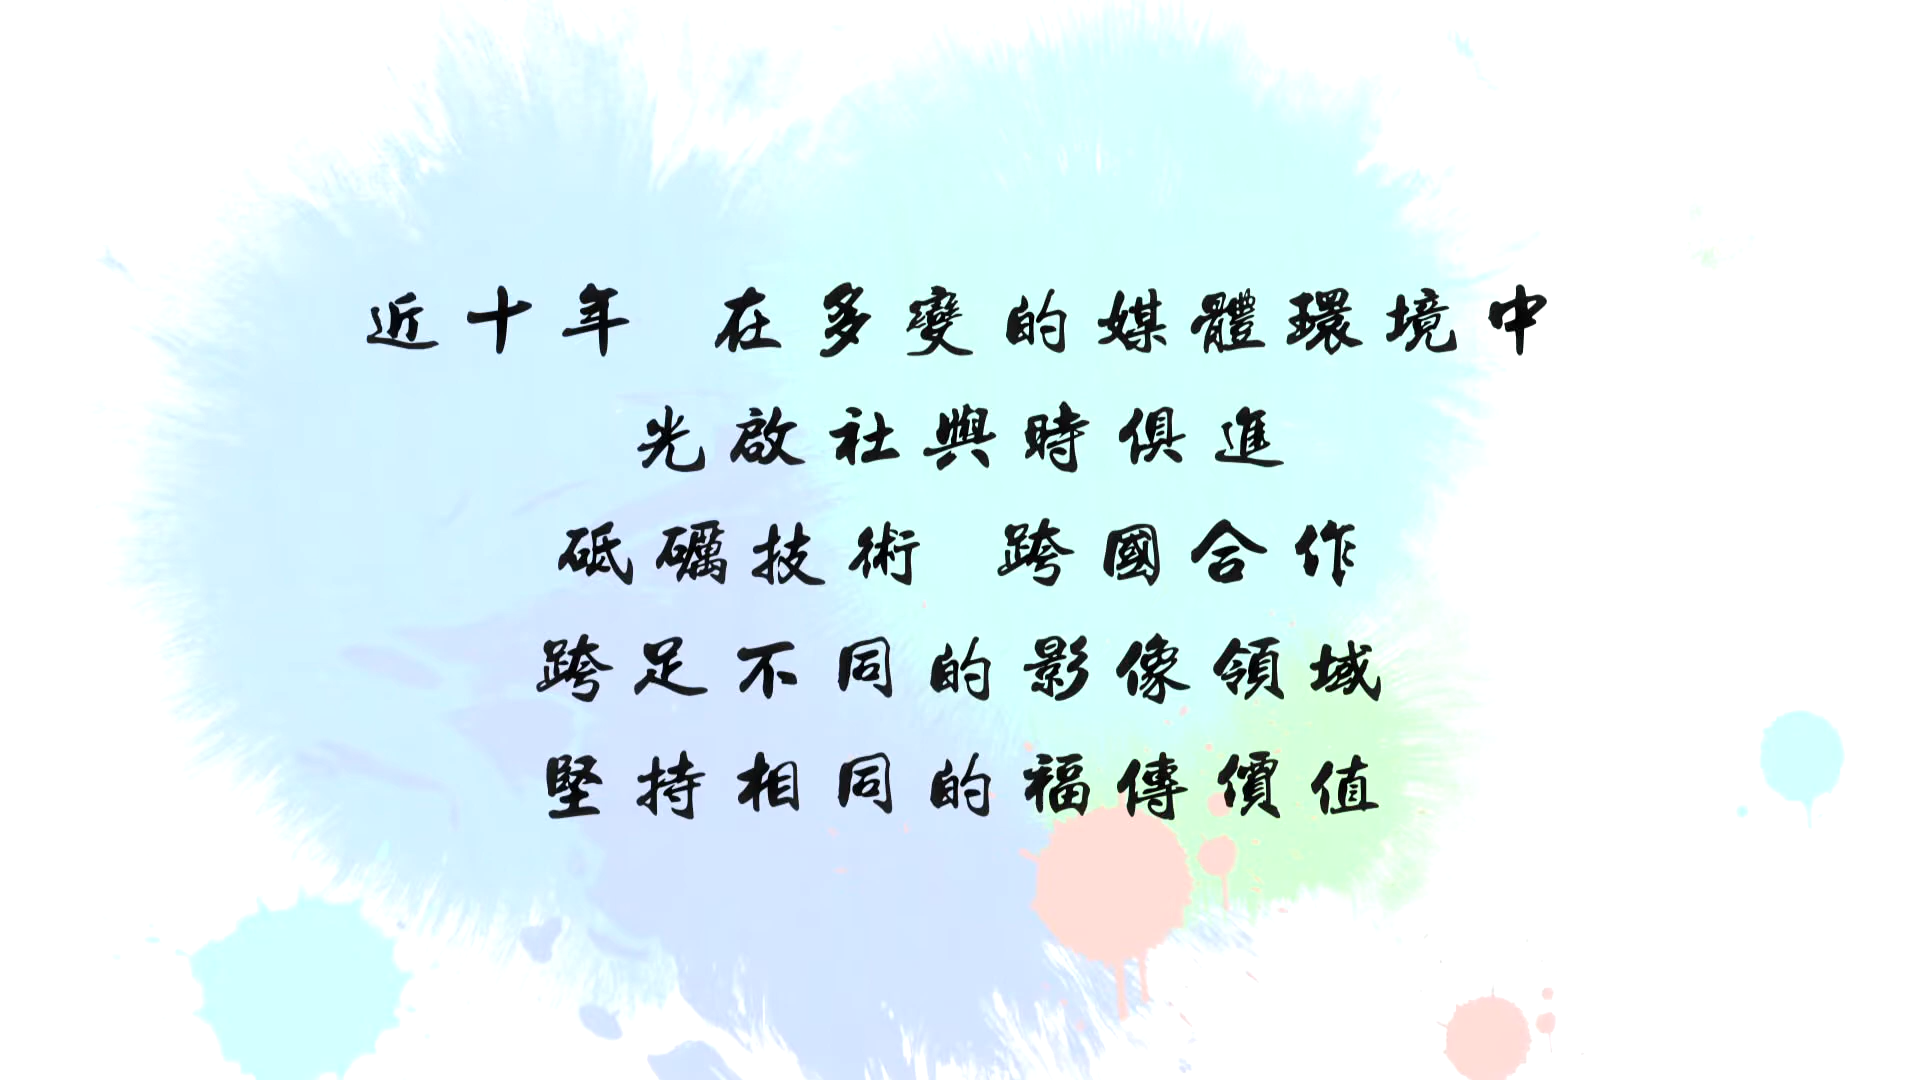 近十年 在多變的媒體環境中
光啟社與時俱進
砥礪技術 跨國合作
跨足不同的影像領域
堅持相同的福傳價值